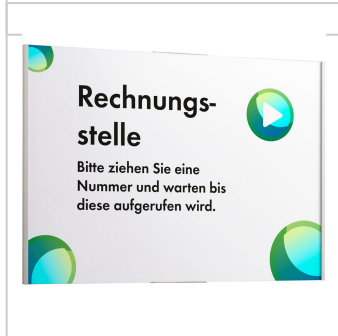 Rechnungs-
stelle
Bitte ziehen Sie eine
Nummer und warten bis
diese aufgerufen wird.